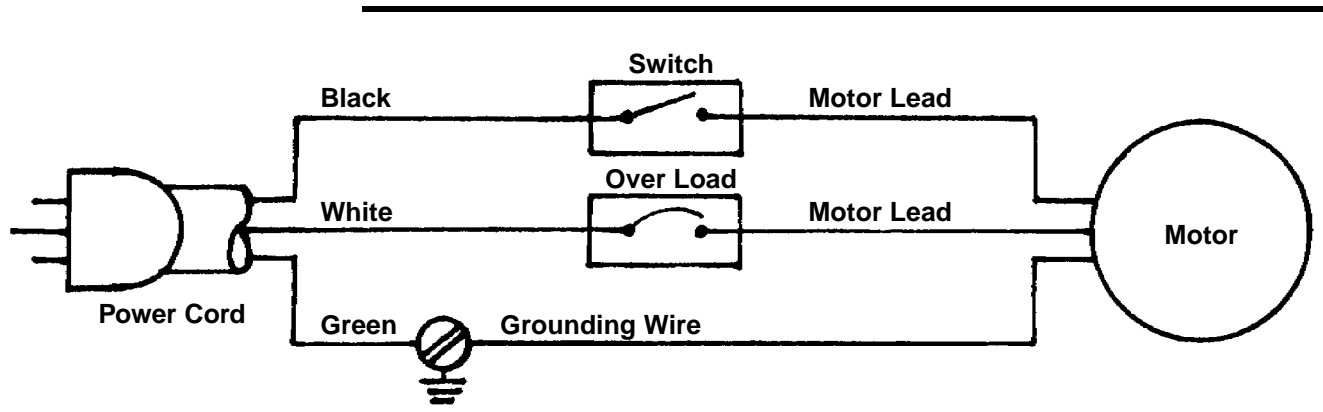 Switch
Black
Motor Lead
Over Load
White
Motor Lead
Motor
Power Cord
Green
Grounding Wire